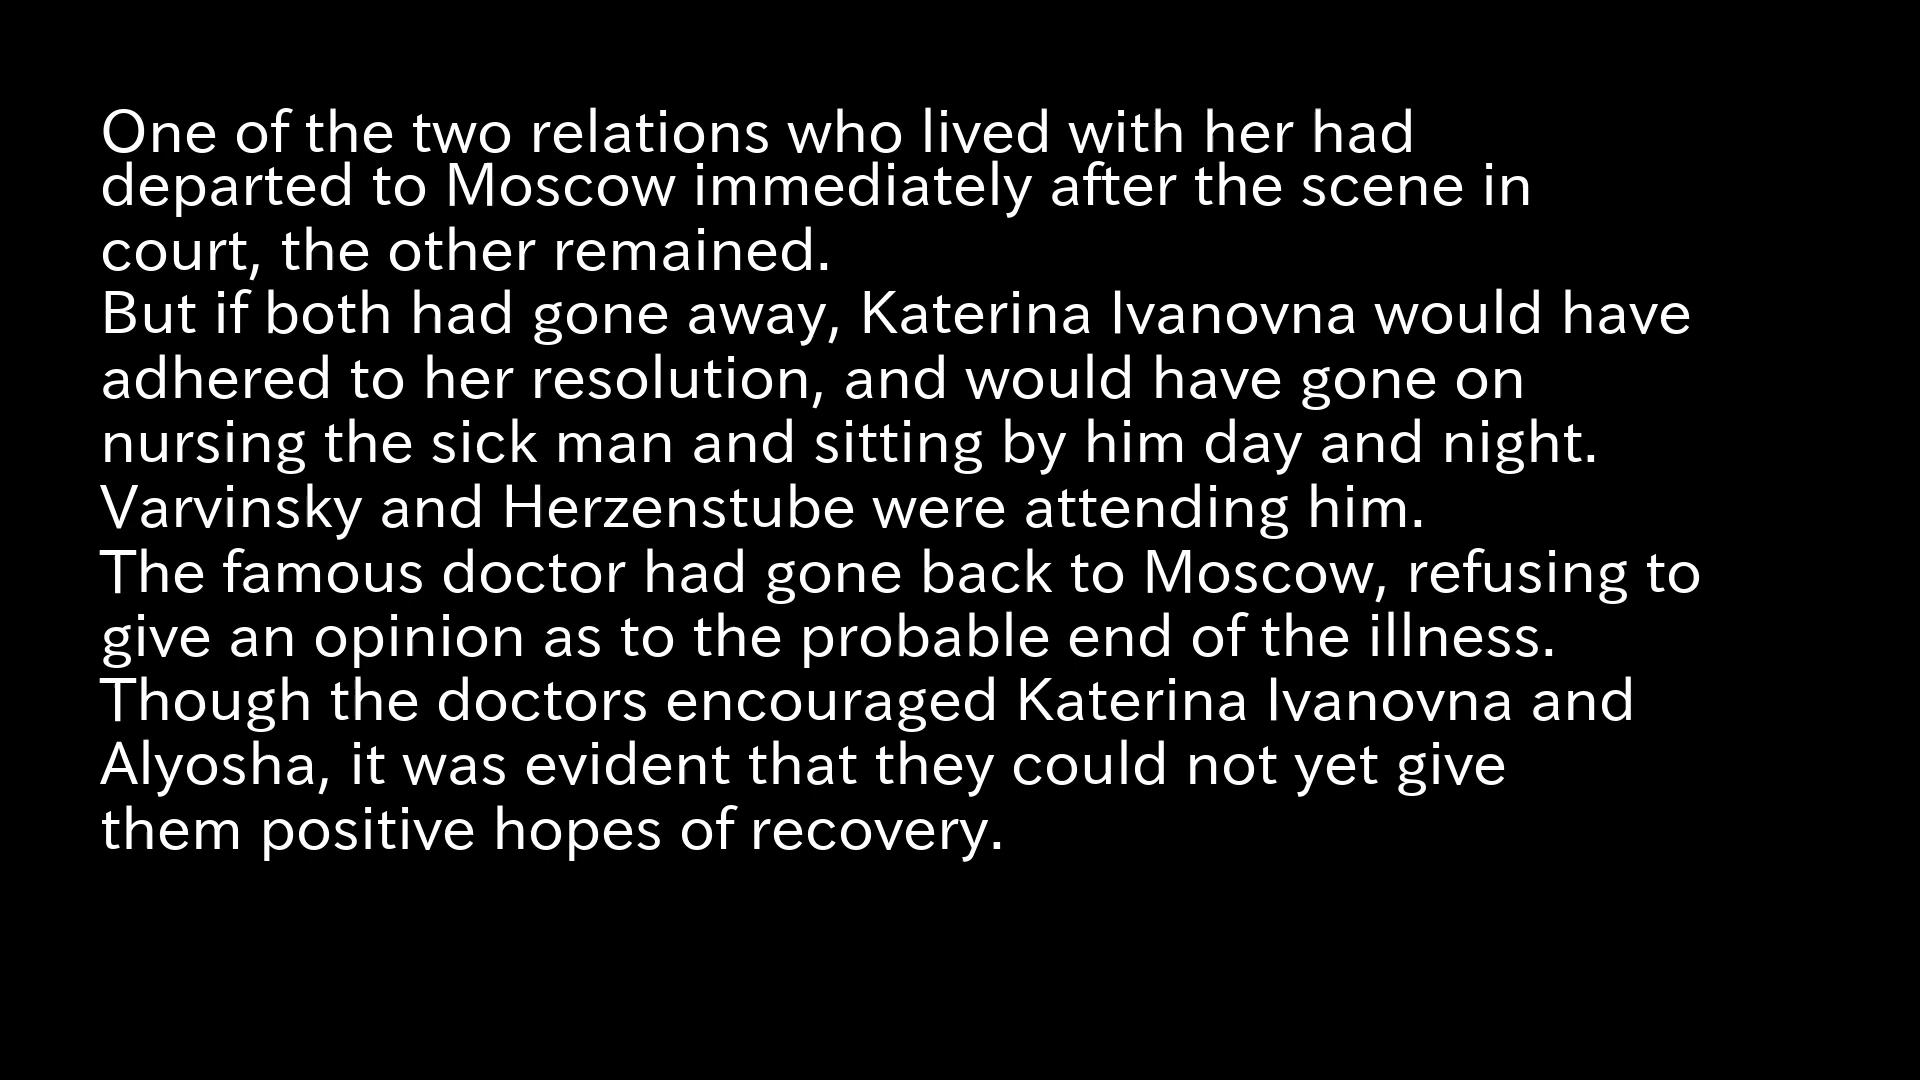 One of the two relations who lived with her had
departed to Moscow immediately after the scene in
court, the other remained.
But if both had gone away, Katerina Ivanovna would have
adhered to her resolution, and would have gone on
nursing the sick man and sitting by him day and night.
Varvinsky and Herzenstube were attending him.
The famous doctor had gone back to Moscow, refusing to
give an opinion as to the probable end of the illness.
Though the doctors encouraged Katerina Ivanovna and
Alyosha, it was evident that they could not yet give
them positive hopes of recovery.